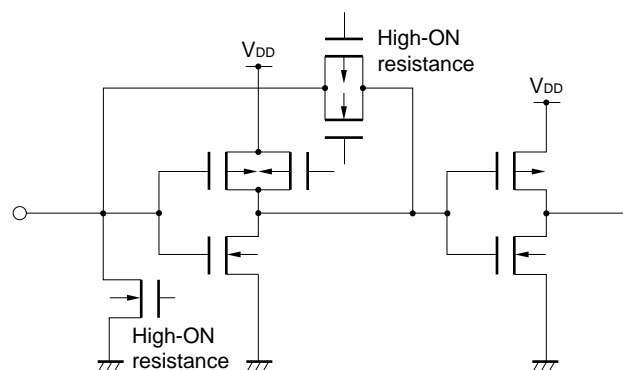 High-ON
resistance
VDD
VDD
High-ON
resistance